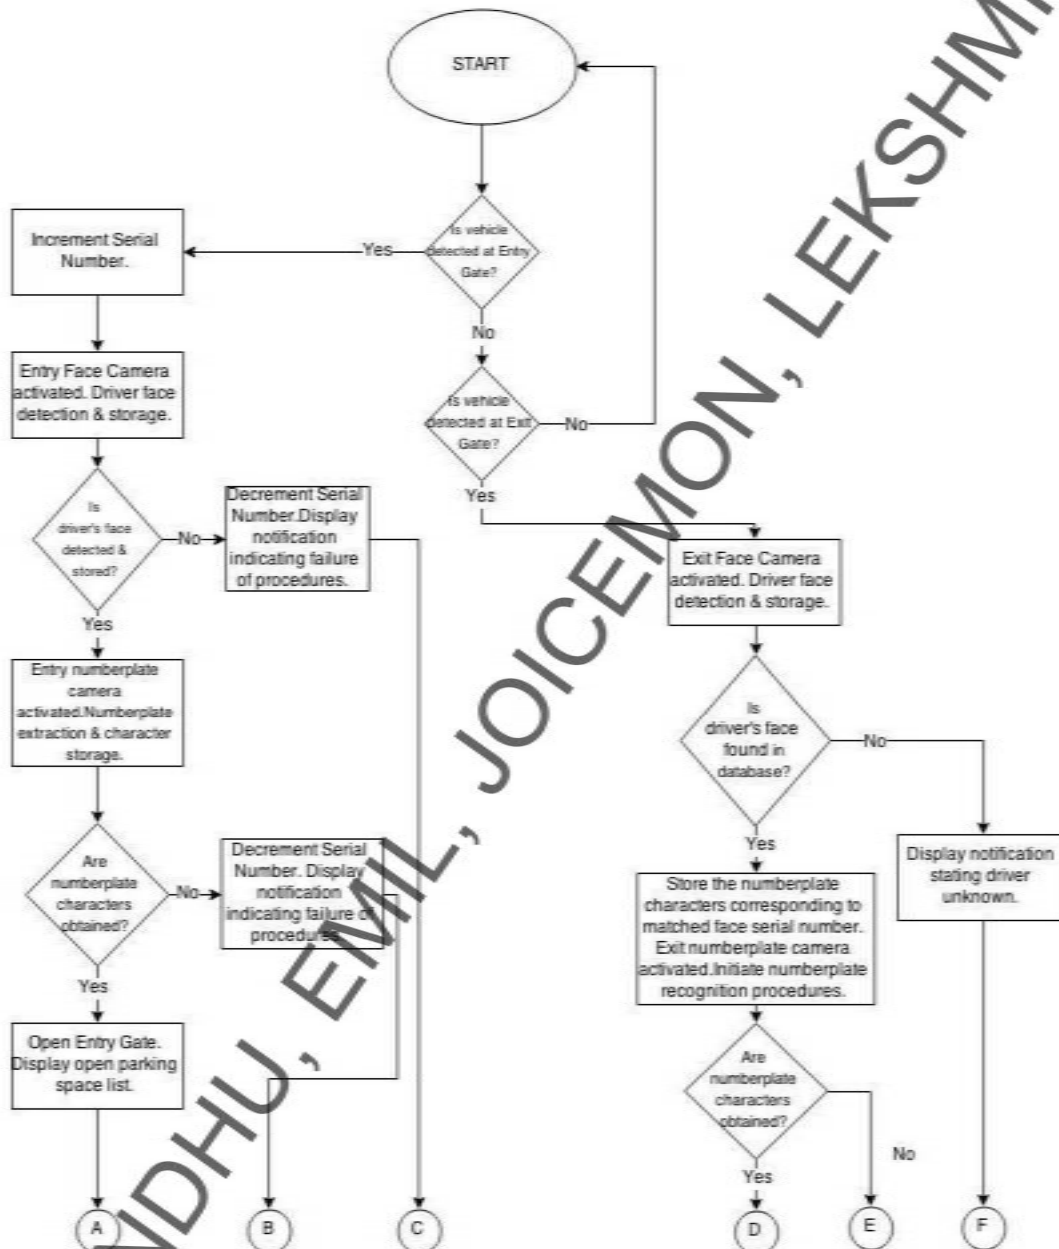 START
Is vehicle
detected at Entry
Gate?
Yes
No
Increment Serial
Number.
Entry Face Camera
activated. Driver face
detection & storage.
Is vehicle
detected at Exit
Gate?
No
Yes
Is
driver's face
detected &
stored?
No
Yes
Decrement Serial
Number.Display
notification
indicating failure
of procedures.
Exit Face Camera
activated. Driver face
detection & storage.
Entry numberplate
camera
activated.Numberplate
extraction & character
storage.
Is
driver's face
found in
database?
No
Yes
Are
numberplate
characters
obtained?
No
Yes
Decrement Serial
Number. Display
notification
indicating failure of
procedures
Display notification
stating driver
unknown.
Store the numberplate
characters corresponding to
matched face serial number.
Exit numberplate camera
activated.Initiate numberplate
recognition procedures.
Open Entry Gate.
Display open parking
space list.
Are
numberplate
characters
obtained?
No
Yes
A
B
C
D
E
F
NDHU, EMIL, JOICEMON, LEKSHMI